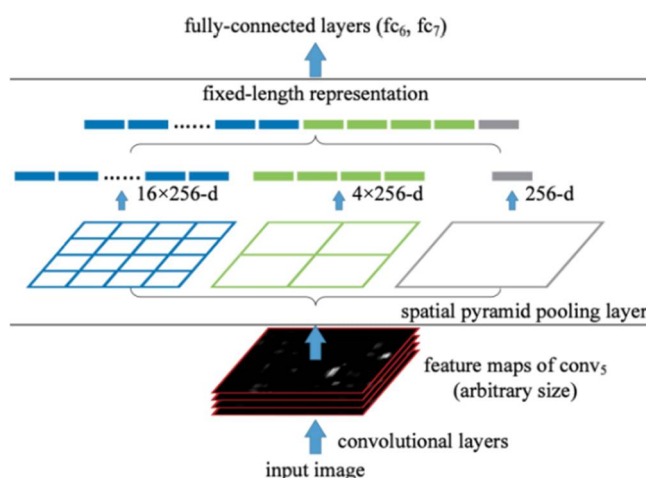 fully-connected layers (fc₆, fc₇)
fixed-length representation
......
......
16×256-d
4×256-d
256-d
spatial pyramid pooling layer
feature maps of conv₅
(arbitrary size)
convolutional layers
input image